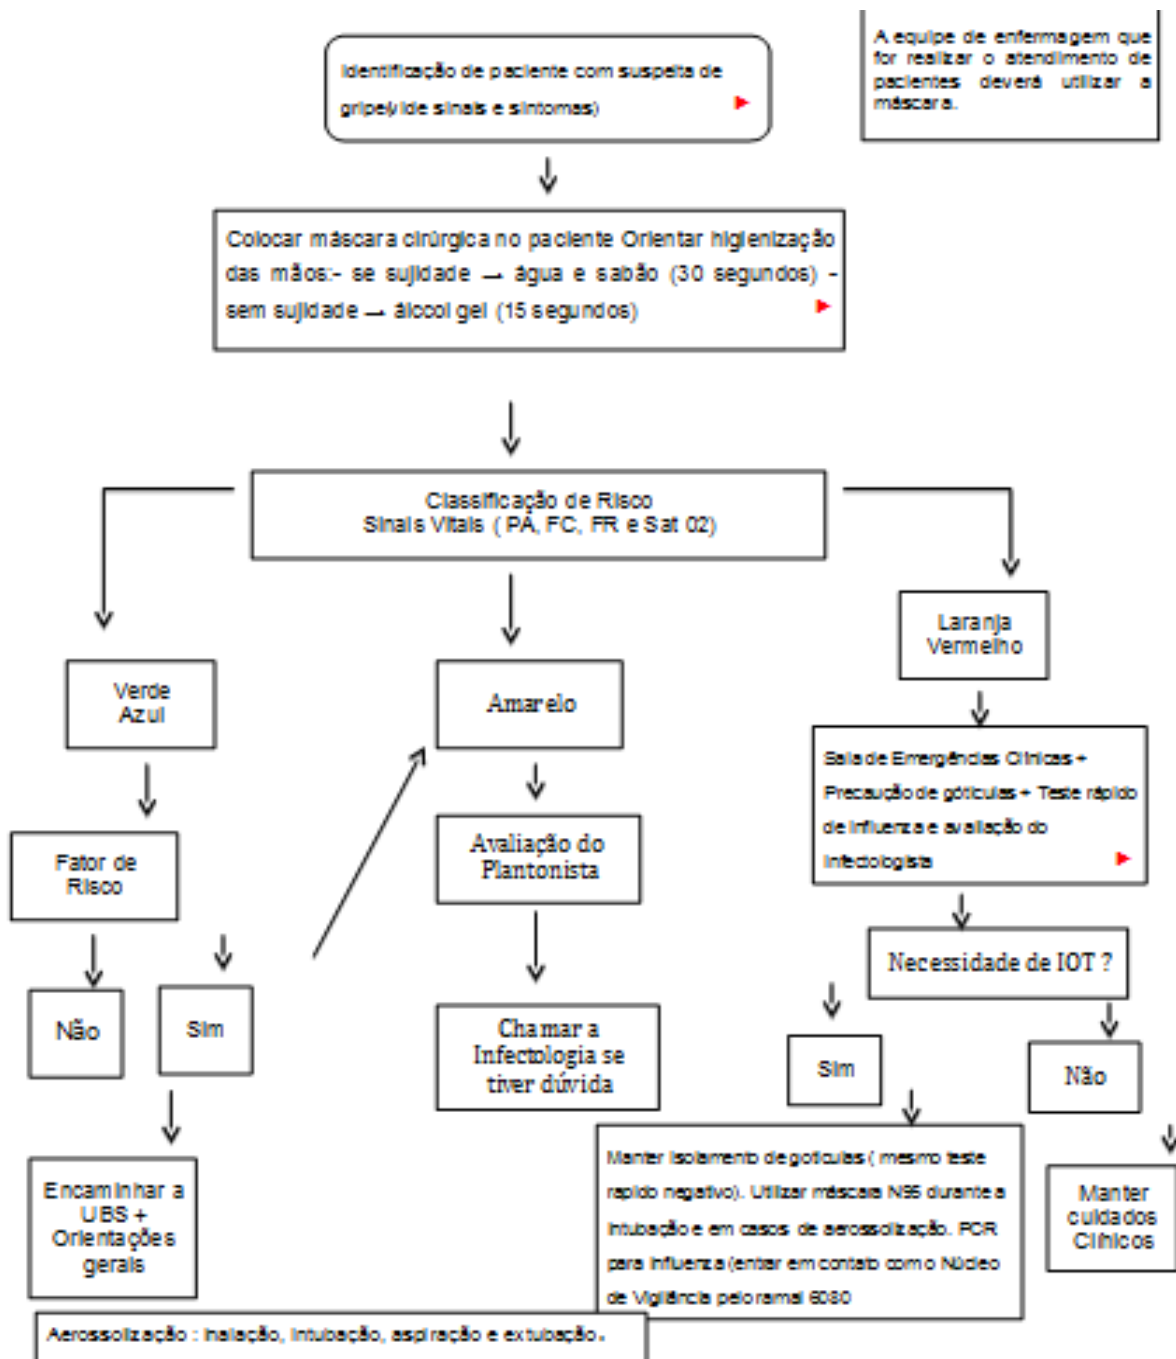 A equipe de enfermagem que
for realizar o atendimento de
pacientes deverá utilizar a
máscara.
Identificação de paciente com suspeita de
gripe(vide sinais e sintomas)
Colocar máscara cirúrgica no paciente Orientar higienização
das mãos:- se sujidade → água e sabão (30 segundos) -
sem sujidade → álcool gel (15 segundos)
Classificação de Risco
Sinais Vitais ( PA, FC, FR e Sat 02)
Verde
Azul
Amarelo
Laranja
Vermelho
Fator de
Risco
Avaliação do
Plantonista
Sala de Emergências Clínicas +
Precaução de gótículas + Teste rápido
de Influenza e avaliação do
Infectologista
Não
Sim
Chamar a
Infectologia se
tiver dúvida
Necessidade de IOT ?
Sim
Não
Encaminhar a
UBS +
Orientações
gerais
Manter isolamento de gotículas ( mesmo teste
rapido negativo). Utilizar máscara N95 durante a
Intubação e em casos de aerossolização. PCR
para Influenza (entrar em contato com o Núcleo
de Vigilância pelo ramal 6080
Manter
cuidados
Clínicos
Aerossolização : Inalação, Intubação, aspiração e extubação.